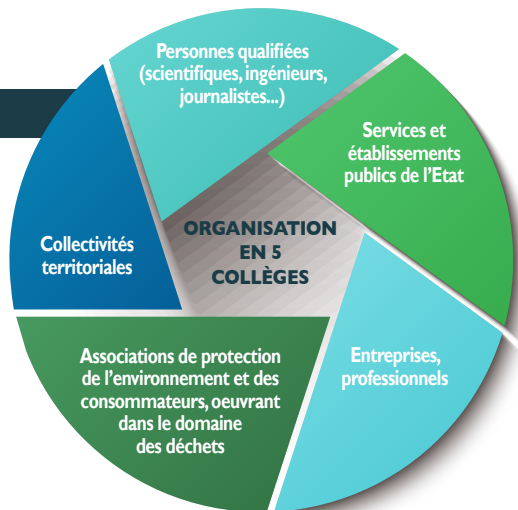 Personnes qualifiées
(scientifiques, ingénieurs,
journalistes...)
Services et
établissements
publics de l'Etat
ORGANISATION
EN 5
COLLÈGES
Collectivités
territoriales
Entreprises,
professionnels
Associations de protection
de l'environnement et des
consommateurs, oeuvrant
dans le domaine
des déchets